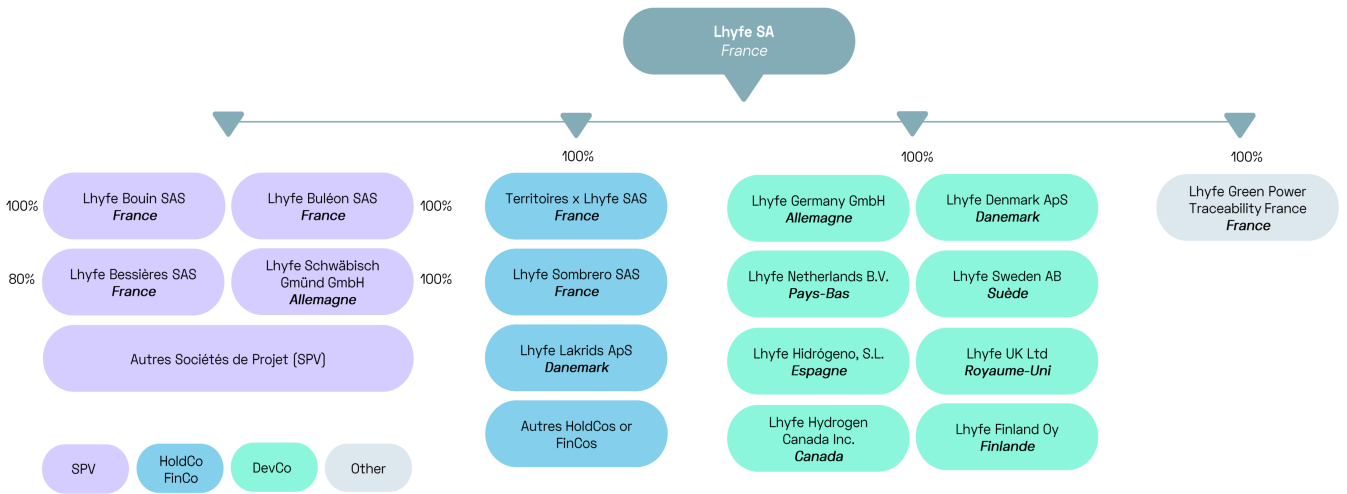 Lhyfe SA
France
100%
100%
100%
100%
Lhyfe Bouin SAS
France
Lhyfe Buléon SAS
France
100%
80%
Lhyfe Bessières SAS
France
Lhyfe Schwäbisch
Gmünd GmbH
Allemagne
100%
Autres Sociétés de Projet (SPV)
Territoires x Lhyfe SAS
France
Lhyfe Sombrero SAS
France
Lhyfe Lakrids ApS
Danemark
Autres HoldCos or
FinCos
Lhyfe Germany GmbH
Allemagne
Lhyfe Denmark ApS
Danemark
Lhyfe Netherlands B.V.
Pays-Bas
Lhyfe Sweden AB
Suède
Lhyfe Hidrógeno, S.L.
Espagne
Lhyfe UK Ltd
Royaume-Uni
Lhyfe Hydrogen
Canada Inc.
Canada
Lhyfe Finland Oy
Finlande
Lhyfe Green Power
Traceability France
France
SPV
HoldCo
FinCo
DevCo
Other